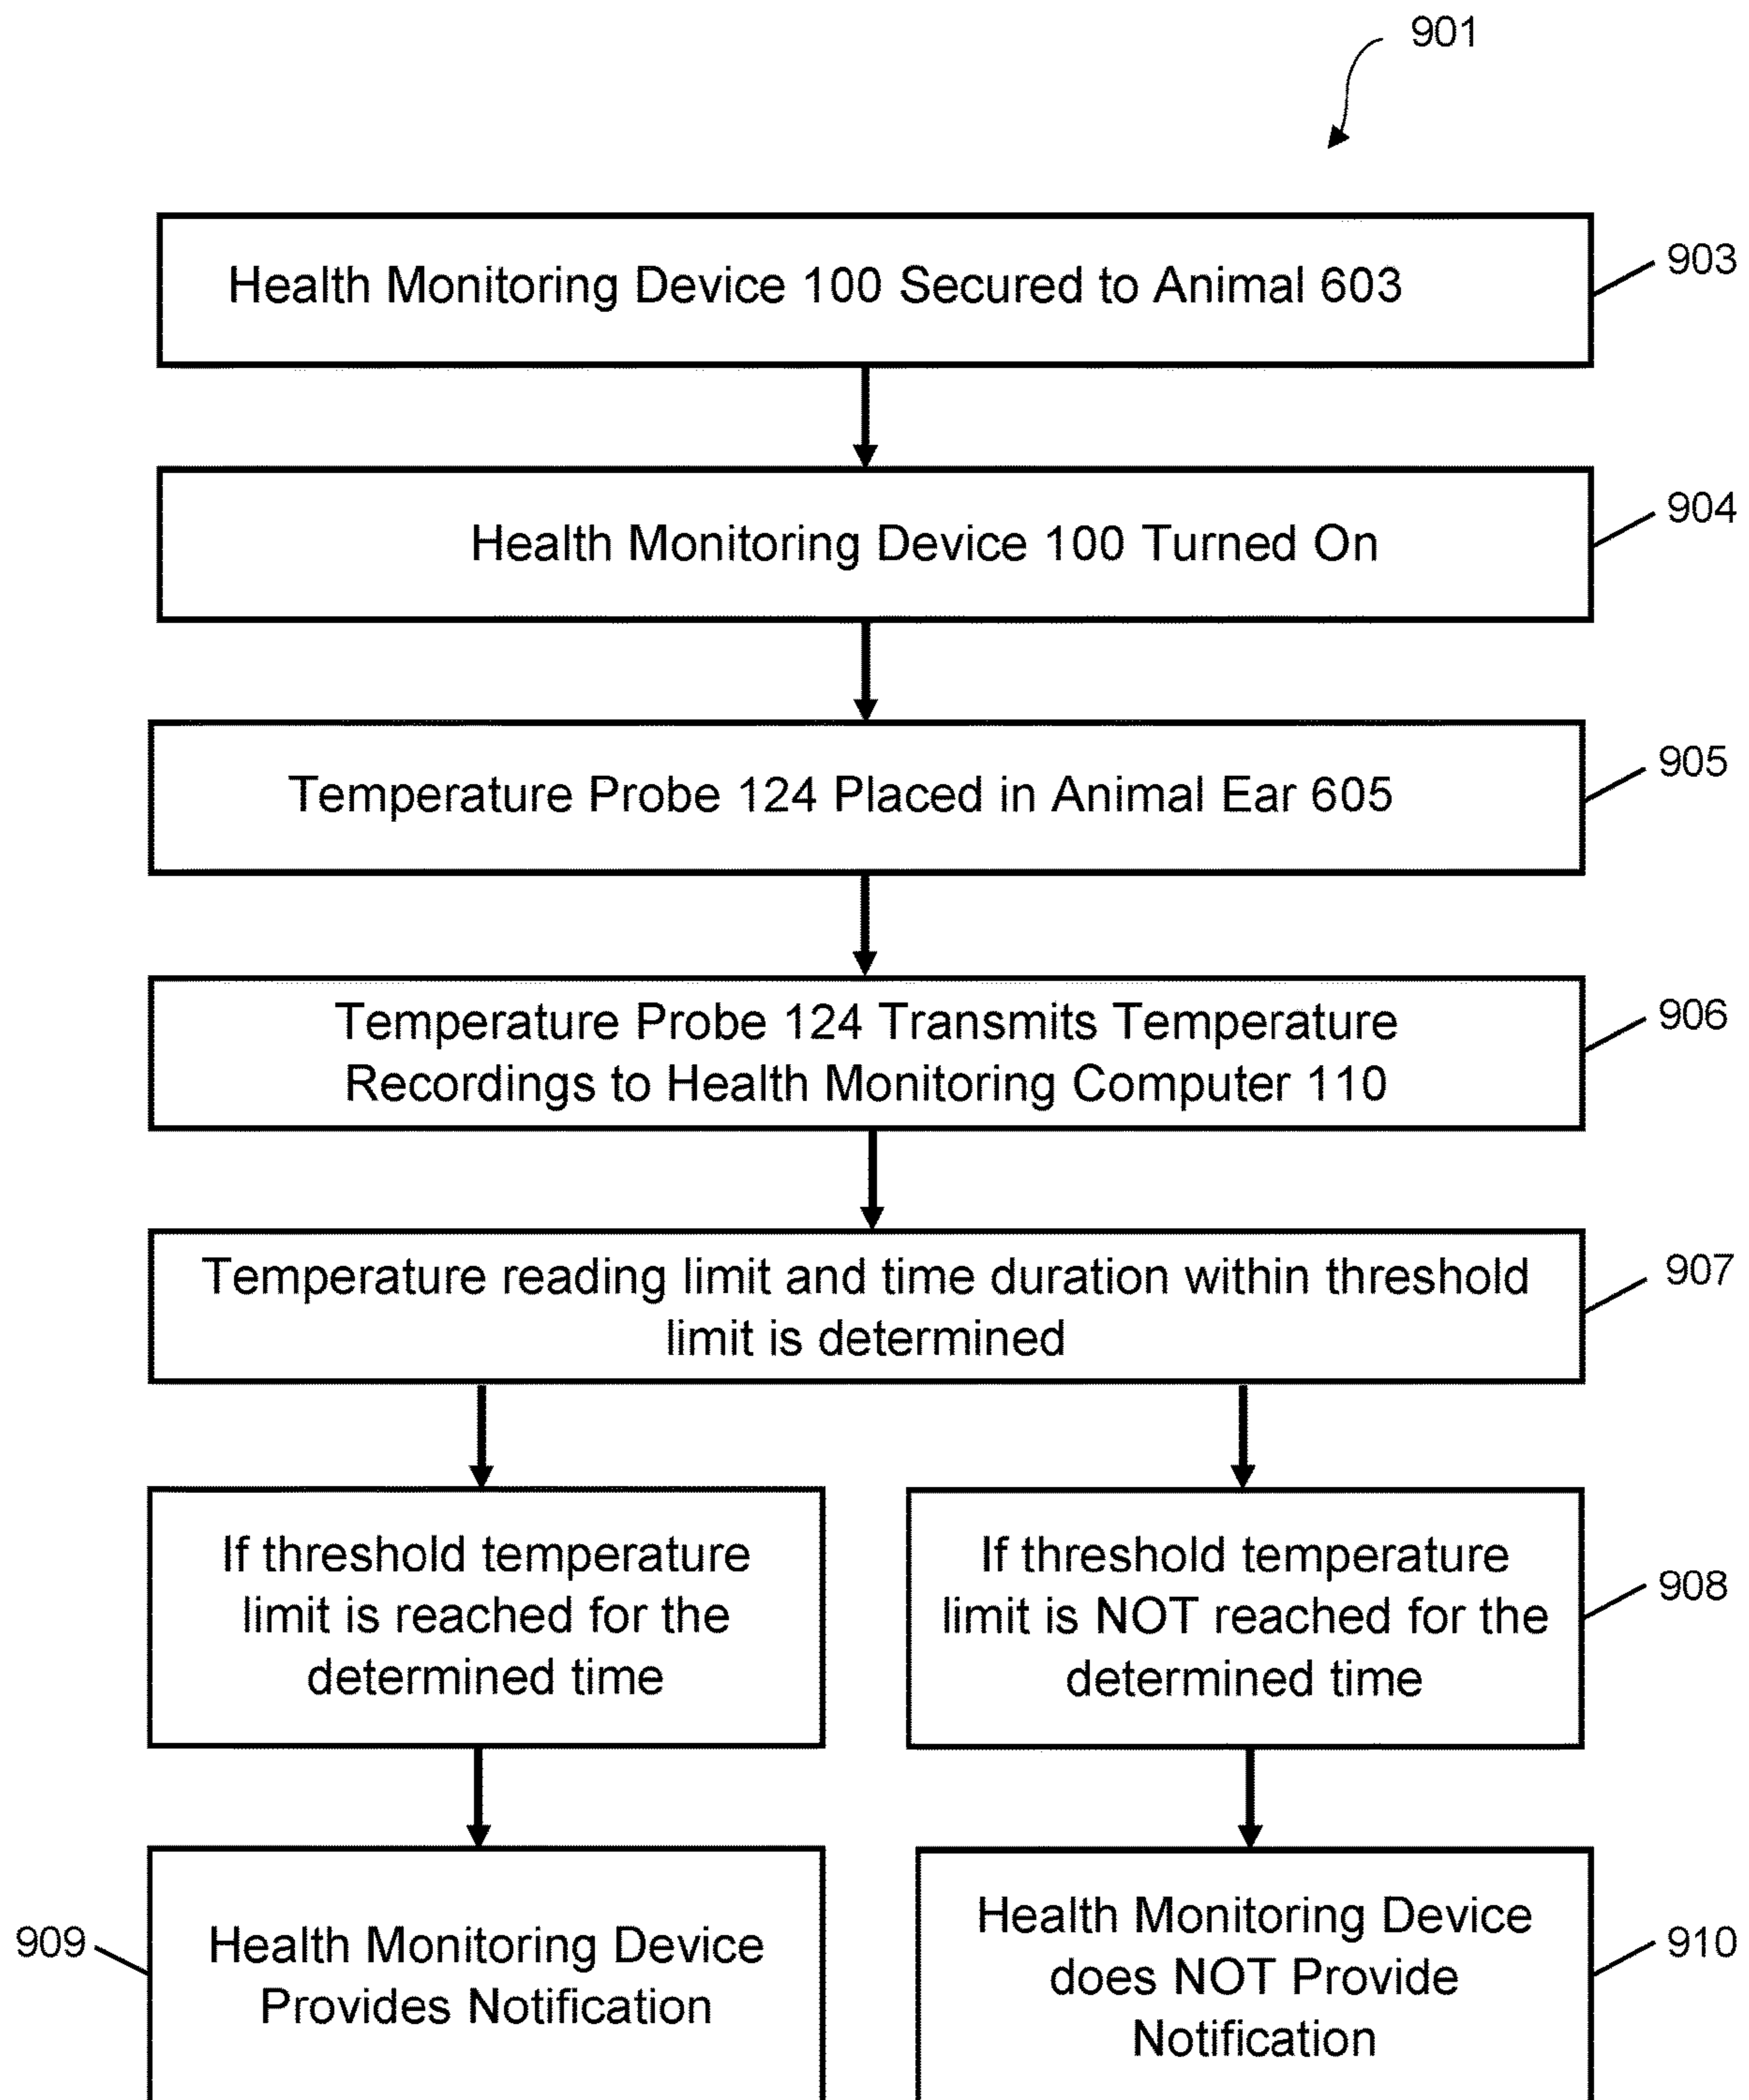 901
Health Monitoring Device 100 Secured to Animal 603
903
Health Monitoring Device 100 Turned On
904
Temperature Probe 124 Placed in Animal Ear 605
905
Temperature Probe 124 Transmits Temperature
Recordings to Health Monitoring Computer 110
906
Temperature reading limit and time duration within threshold
limit is determined
907
If threshold temperature
limit is reached for the
determined time
If threshold temperature
limit is NOT reached for the
determined time
908
909
Health Monitoring Device
Provides Notification
Health Monitoring Device
does NOT Provide
Notification
910